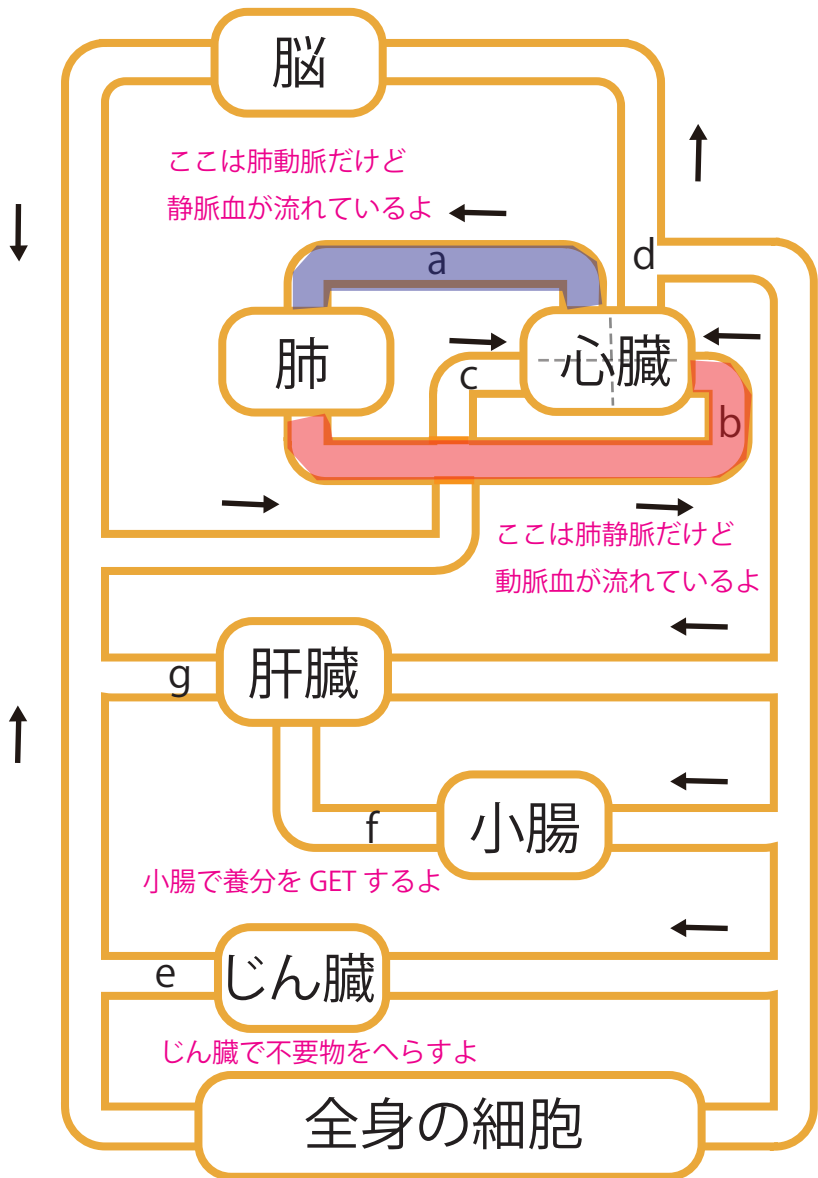 脳
ここは肺動脈だけど
静脈血が流れているよ
a
d
肺
心臓
c
b
ここは肺静脈だけど
動脈血が流れているよ
g
肝臓
f
小腸
小腸で養分を GET するよ
e
じん臓
じん臓で不要物をへらすよ
全身の細胞